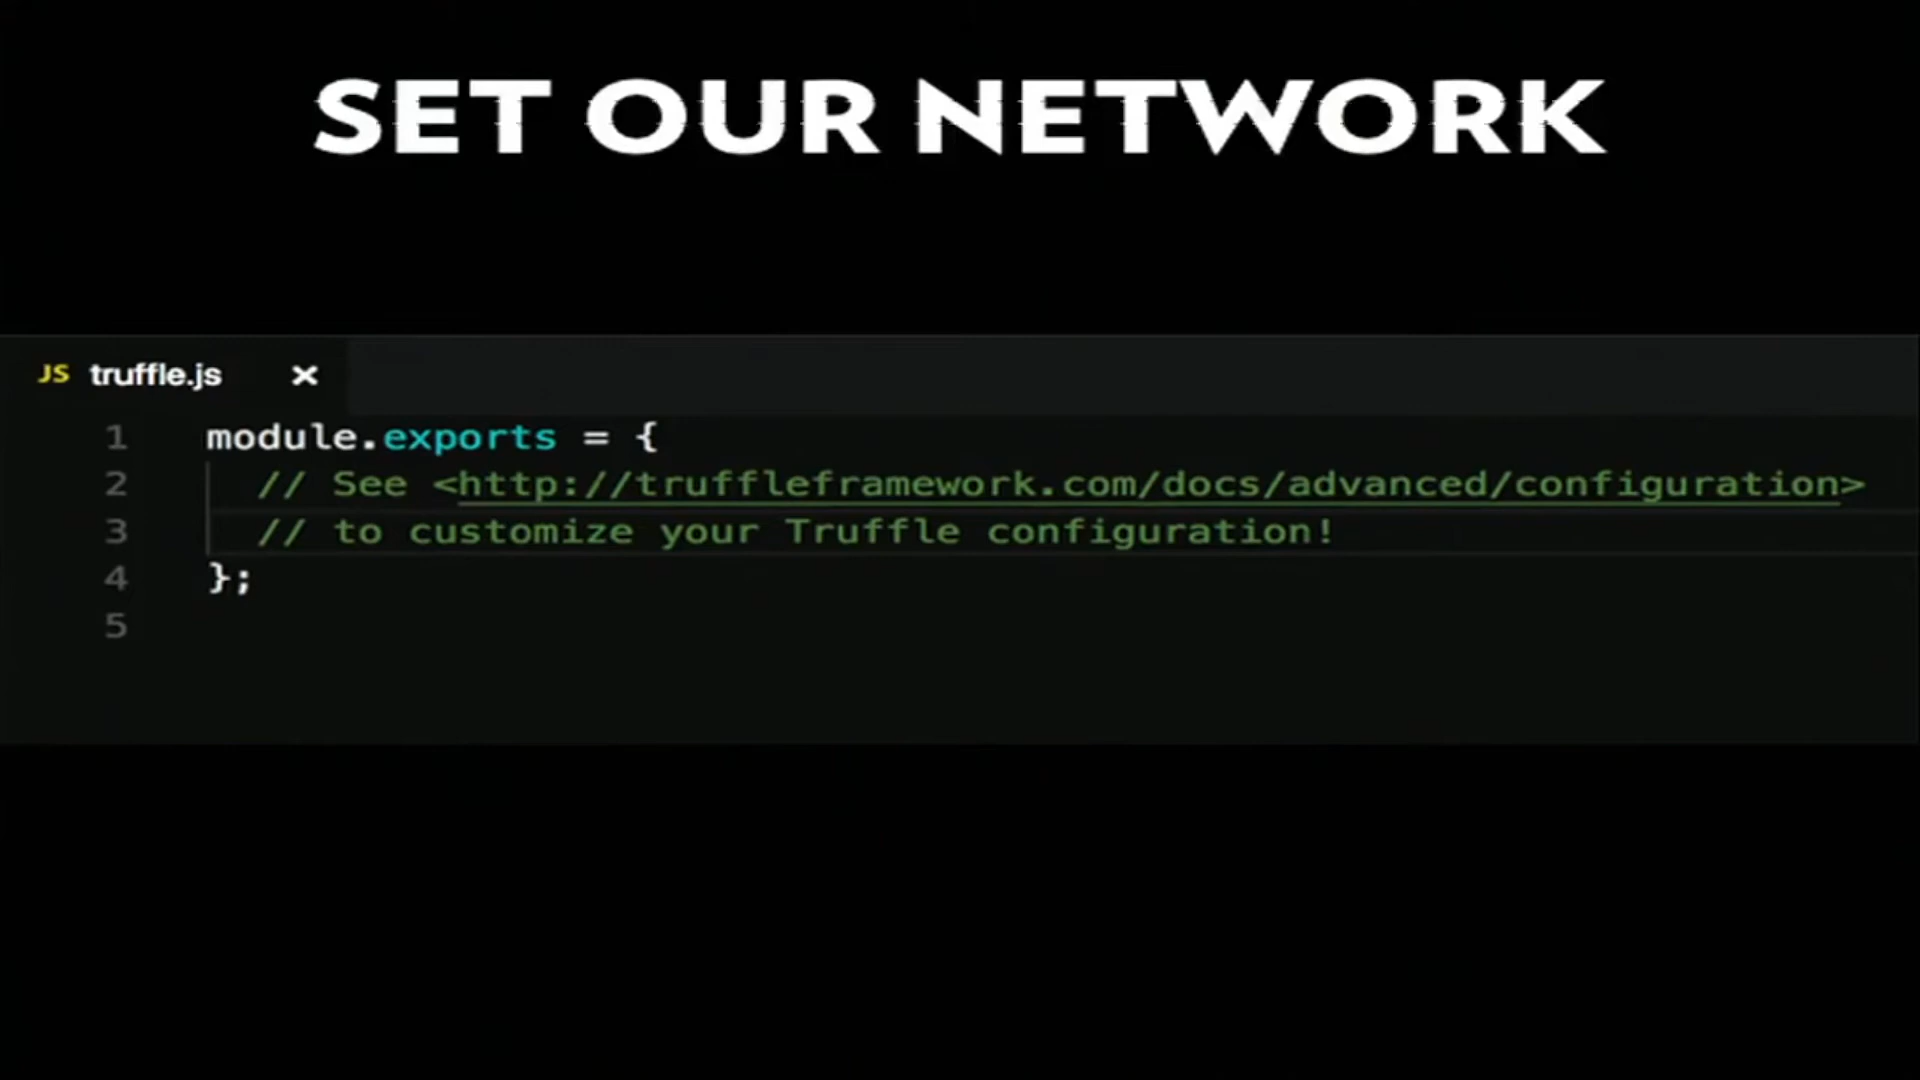 SET OUR NETWORK
JS truffle.js ×
1 module.exports = {
2 // See <http://truffleframework.com/docs/advanced/configuration>
3 // to customize your Truffle configuration!
4 };
5